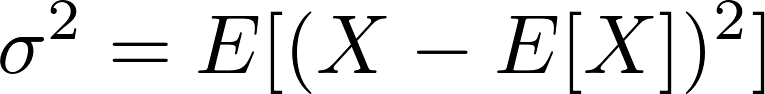 σ² = E[(X − E[X])²]